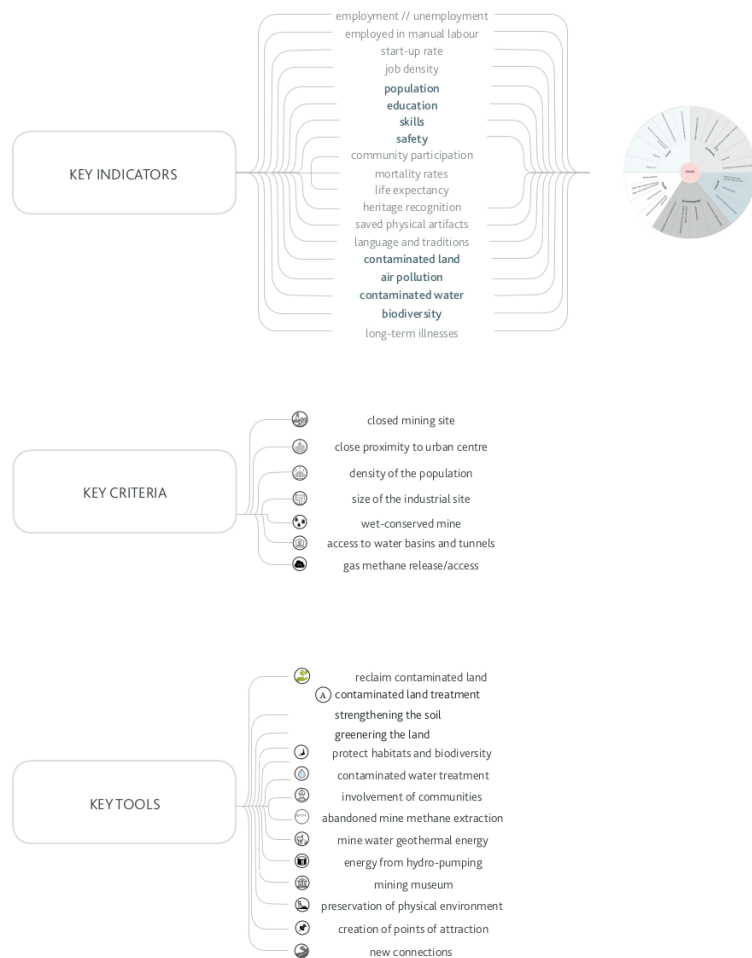 employment // unemployment
employed in manual labour
start-up rate
job density
population
education
skills
safety
KEY INDICATORS
community participation
mortality rates
life expectancy
heritage recognition
saved physical artifacts
language and traditions
contaminated land
air pollution
contaminated water
biodiversity
long-term illnesses
closed mining site
close proximity to urban centre
density of the population
KEY CRITERIA
size of the industrial site
wet-conserved mine
access to water basins and tunnels
gas methane release/access
reclaim contaminated land
A contaminated land treatment
strengthening the soil
greenering the land
protect habitats and biodiversity
contaminated water treatment
involvement of communities
KEY TOOLS
abandoned mine methane extraction
mine water geothermal energy
energy from hydro-pumping
mining museum
preservation of physical environment
creation of points of attraction
new connections